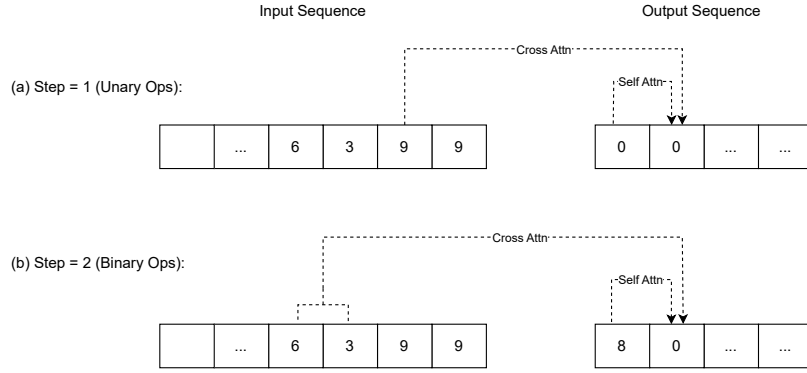 Input Sequence Output Sequence
Cross Attn
Self Attn
(a) Step = 1 (Unary Ops):
... 6 3 9 9 0 0 ... ...
Cross Attn
(b) Step = 2 (Binary Ops):
Self Attn
... 6 3 9 9 8 0 ... ...